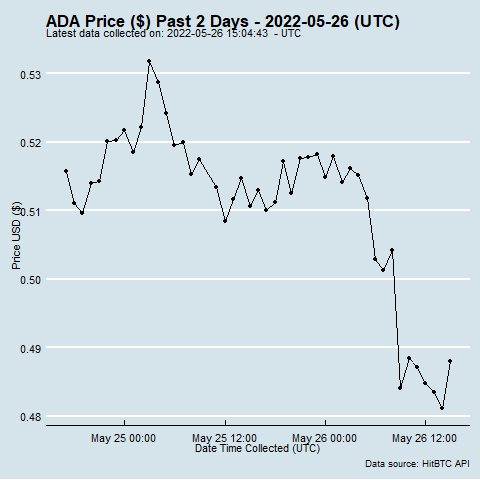 ADA Price ($) Past 2 Days - 2022-05-26 (UTC)
Latest data collected on: 2022-05-26 15:04:43  - UTC
0.53
0.52
0.51
0.50
0.49
0.48
Price USD ($)
May 25 00:00 May 25 12:00 May 26 00:00 May 26 12:00
Date Time Collected (UTC)
Data source: HitBTC API